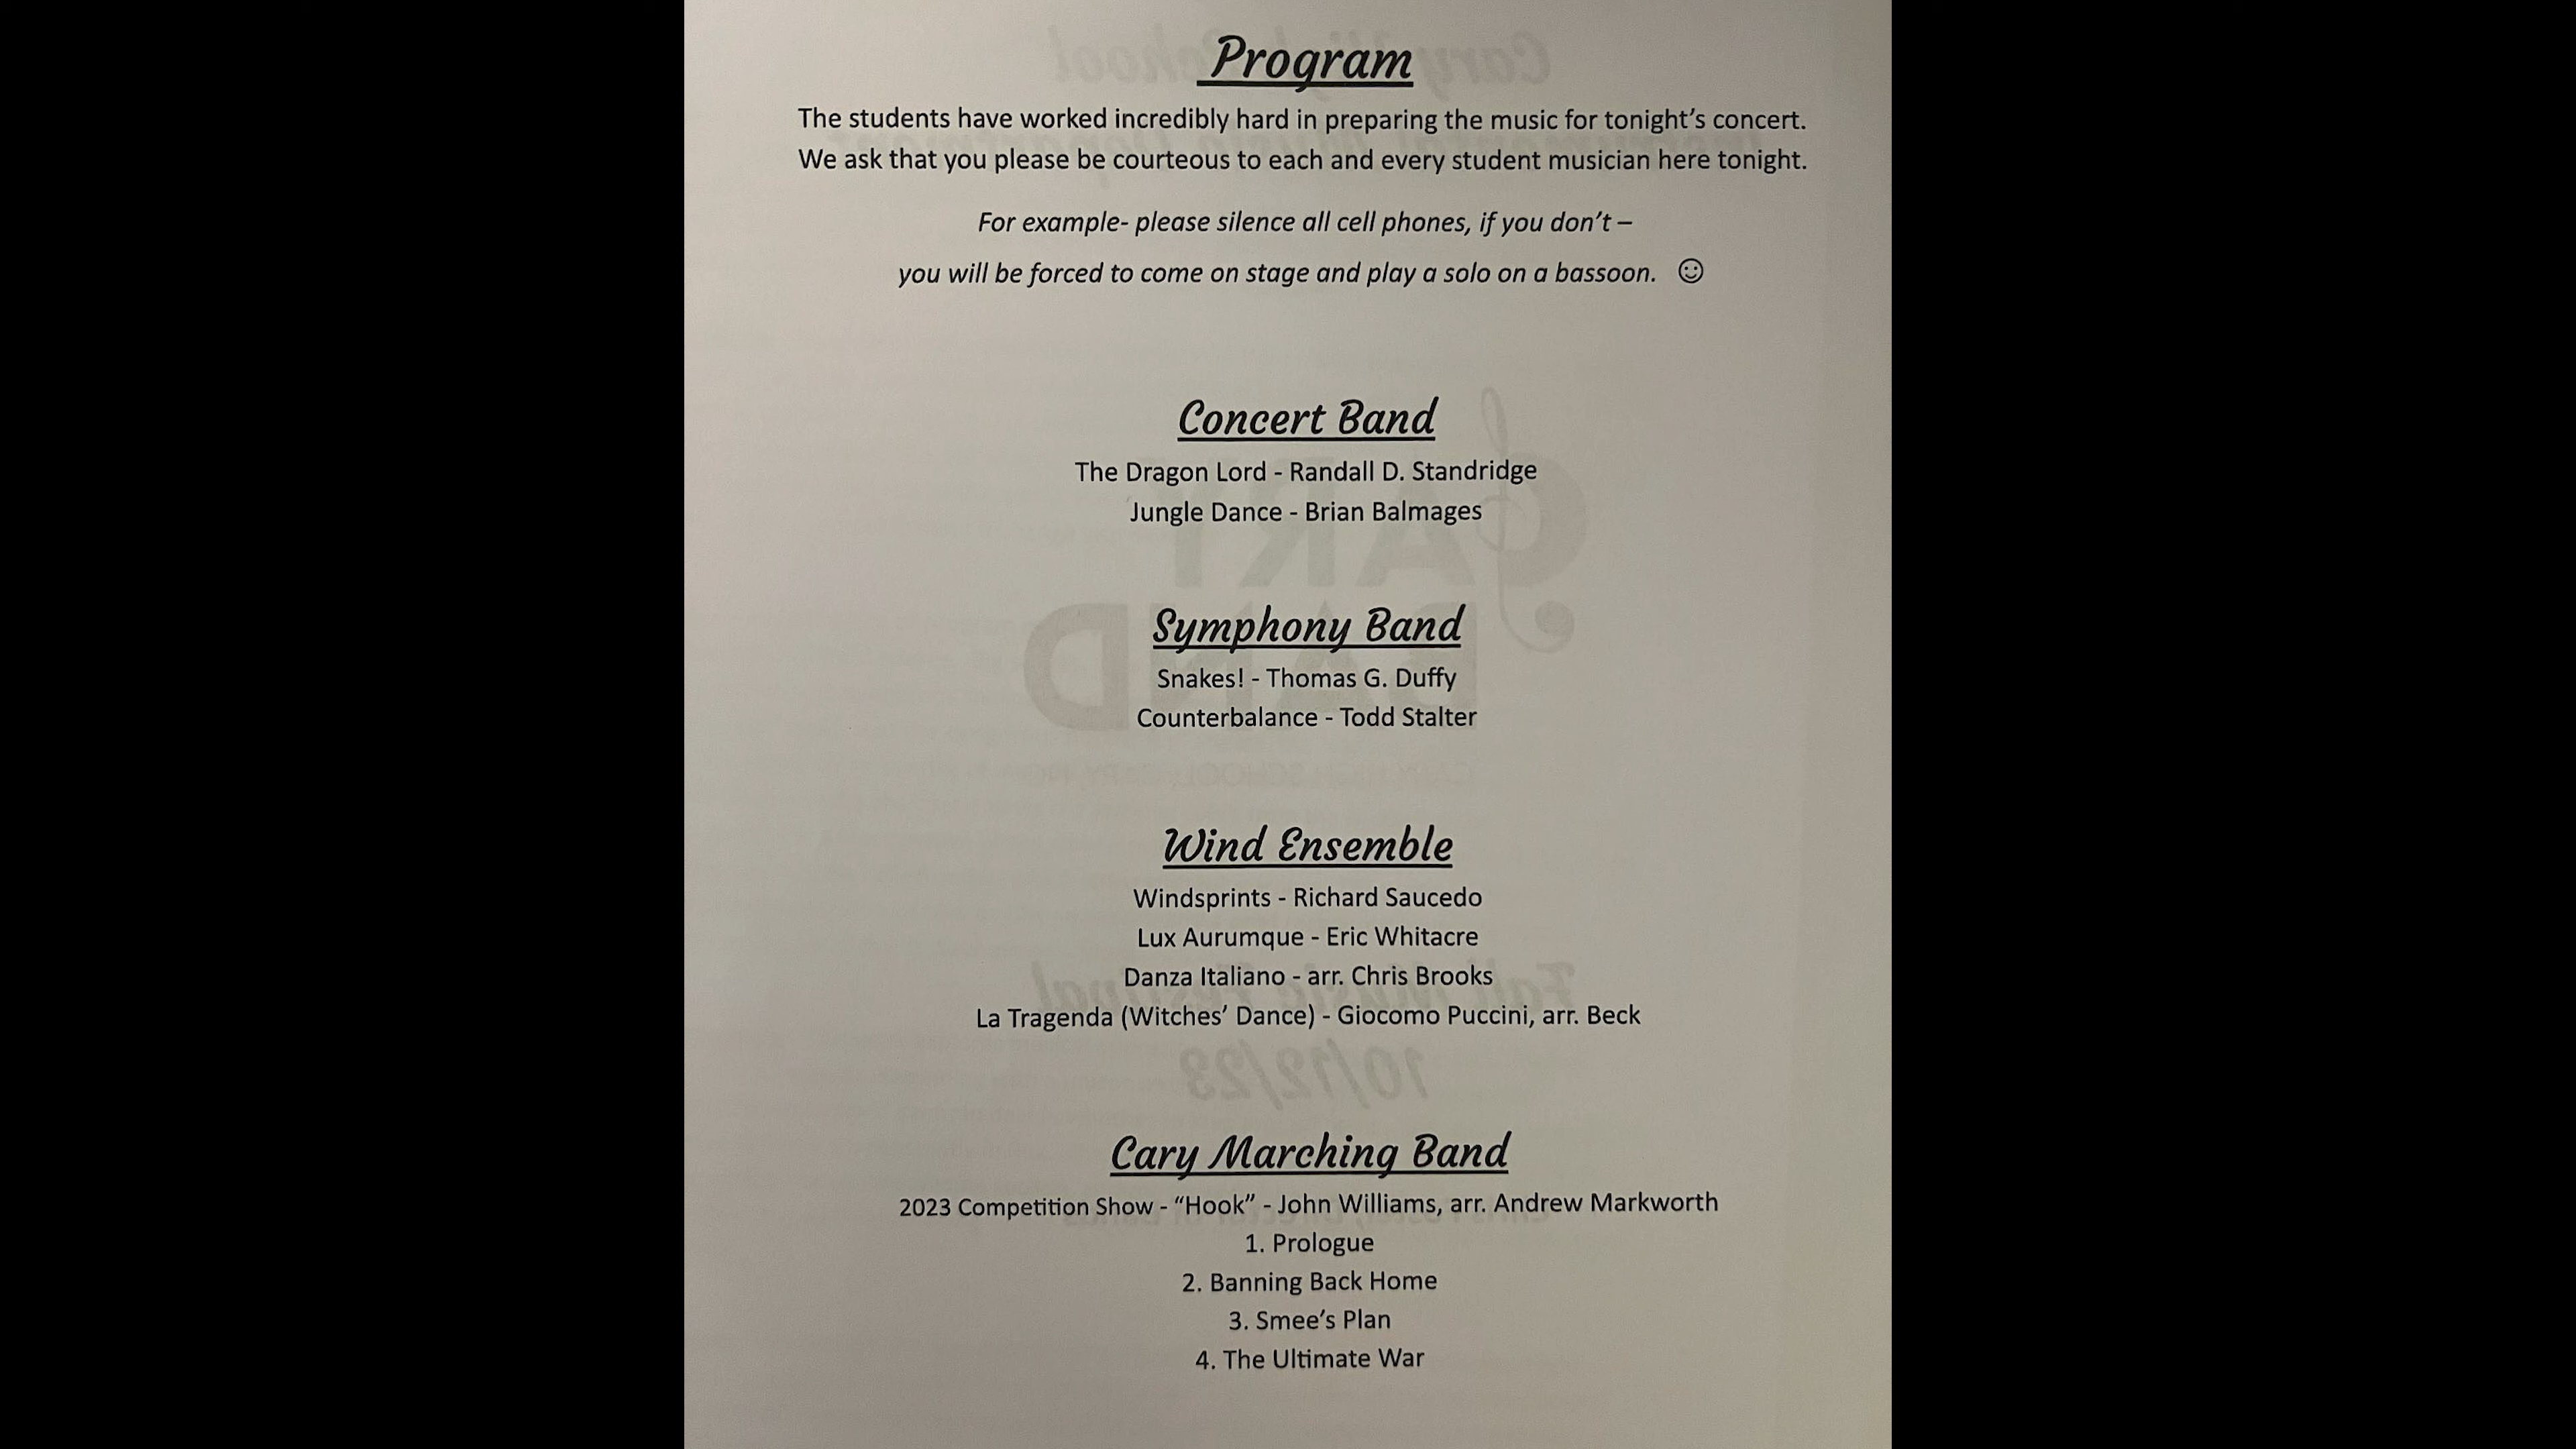 Program
The students have worked incredibly hard in preparing the music for tonight’s concert.
We ask that you please be courteous to each and every student musician here tonight.
For example- please silence all cell phones, if you don’t –
you will be forced to come on stage and play a solo on a bassoon. ☺
Concert Band
The Dragon Lord - Randall D. Standridge
Jungle Dance - Brian Balmages
Symphony Band
Snakes! - Thomas G. Duffy
Counterbalance - Todd Stalter
Wind Ensemble
Windsprints - Richard Saucedo
Lux Aurumque - Eric Whitacre
Danza Italiano - arr. Chris Brooks
La Tragenda (Witches’ Dance) - Giocomo Puccini, arr. Beck
Cary Marching Band
2023 Competition Show - “Hook” - John Williams, arr. Andrew Markworth
1. Prologue
2. Banning Back Home
3. Smee’s Plan
4. The Ultimate War